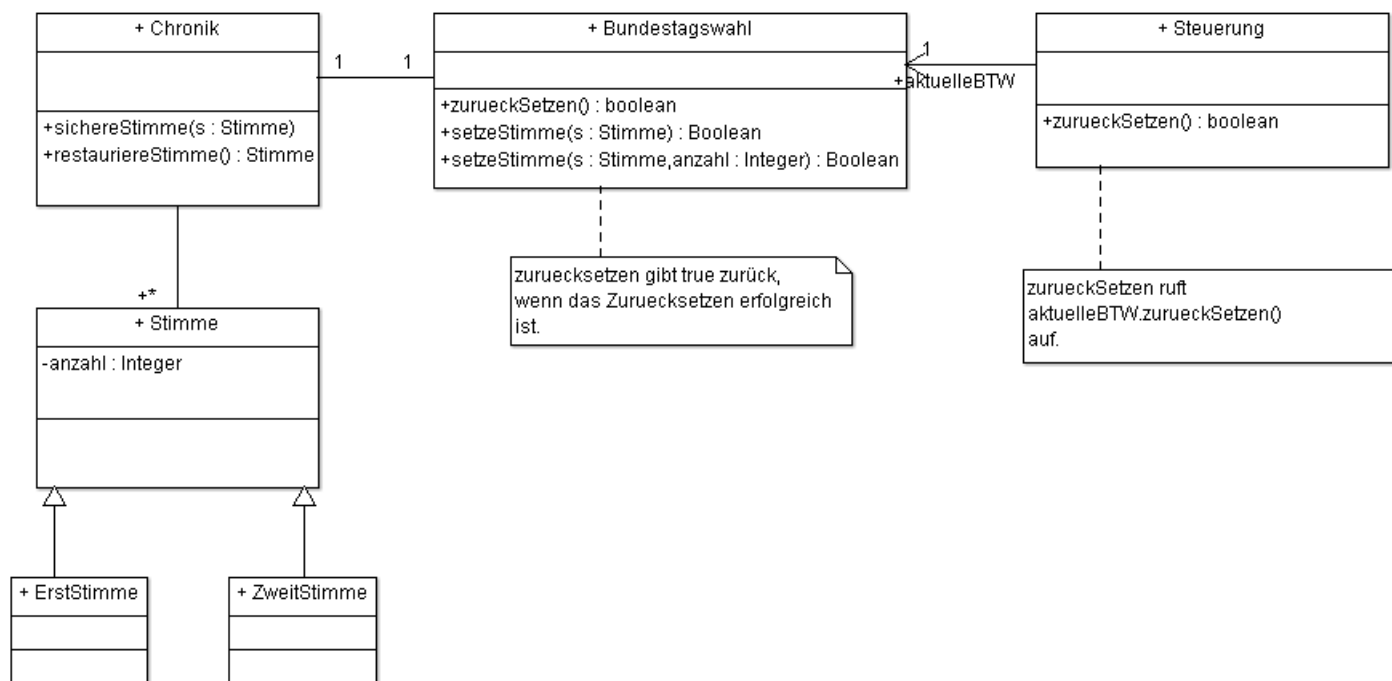 + Chronik
+sichereStimme(s : Stimme)
+restauriereStimme() : Stimme
1
1
+ Bundestagswahl
+zurueckSetzen() : boolean
+setzeStimme(s : Stimme) : Boolean
+setzeStimme(s : Stimme,anzahl : Integer) : Boolean
1
+aktuelleBTW
+ Steuerung
+zurueckSetzen() : boolean
zuruecksetzen gibt true zurück,
wenn das Zuruecksetzen erfolgreich
ist.
zurueckSetzen ruft
aktuelleBTW.zurueckSetzen()
auf.
+*
+ Stimme
-anzahl : Integer
+ ErstStimme
+ ZweitStimme